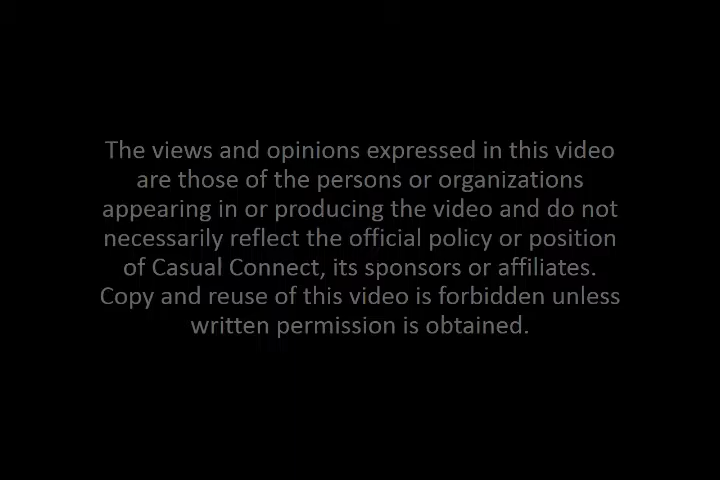 The views and opinions expressed in this video
are those of the persons or organizations
appearing in or producing the video and do not
necessarily reflect the official policy or position
of Casual Connect, its sponsors or affiliates.
Copy and reuse of this video is forbidden unless
written permission is obtained.